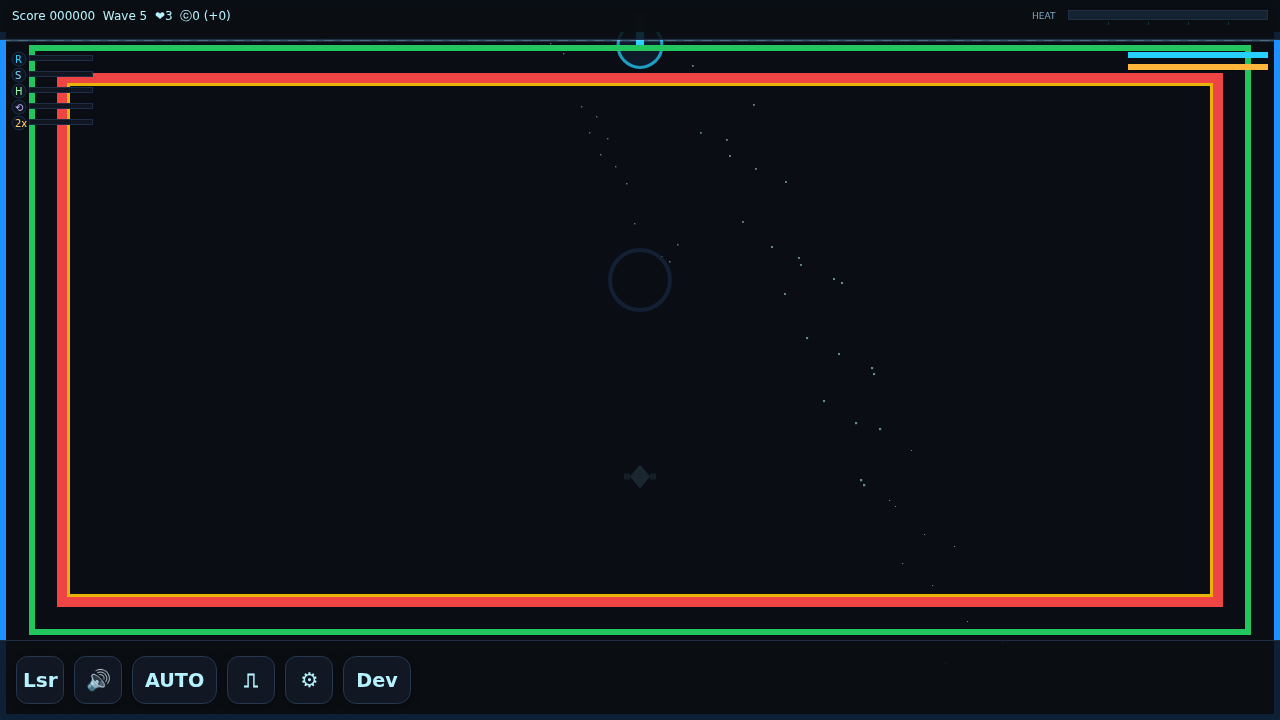 Score 000000 Wave 5 ❤3 ⓒ0 (+0)
HEAT
R
S
H
⟲
2x
Lsr 🔊 AUTO ⎍ ⚙ Dev